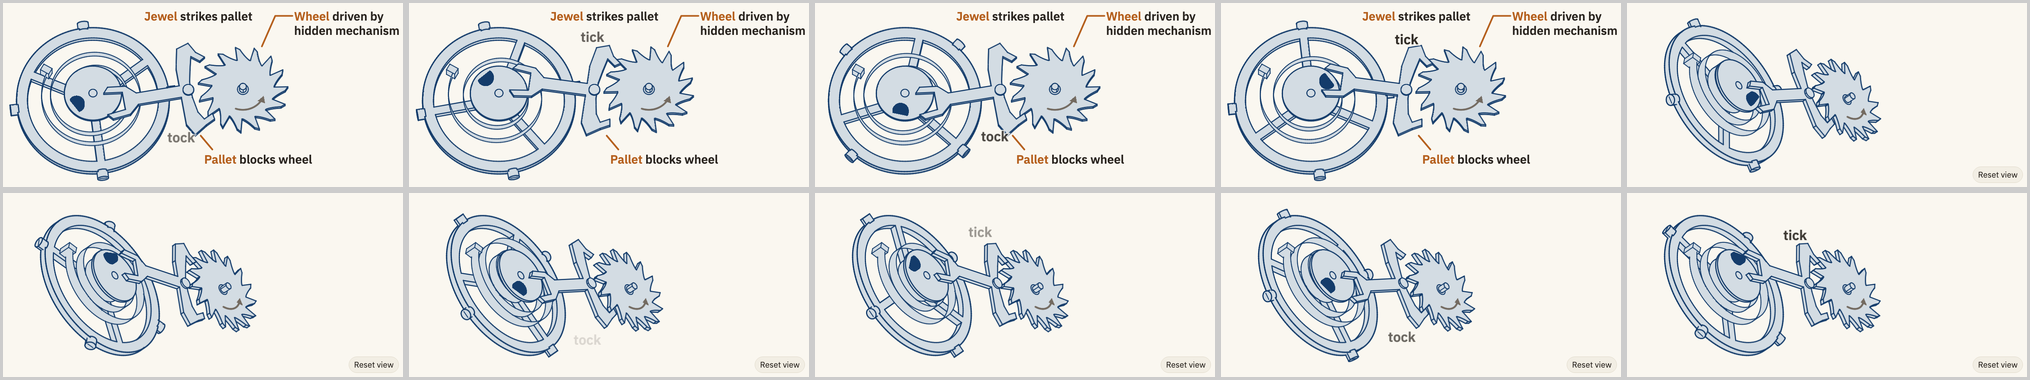 Jewel strikes pallet
Wheel driven by
hidden mechanism
tock
Pallet blocks wheel
Jewel strikes pallet
Wheel driven by
hidden mechanism
tick
Pallet blocks wheel
Jewel strikes pallet
Wheel driven by
hidden mechanism
tock
Pallet blocks wheel
Jewel strikes pallet
Wheel driven by
hidden mechanism
tick
Pallet blocks wheel
Reset view
Reset view
tock
Reset view
tick
Reset view
tock
Reset view
tick
Reset view